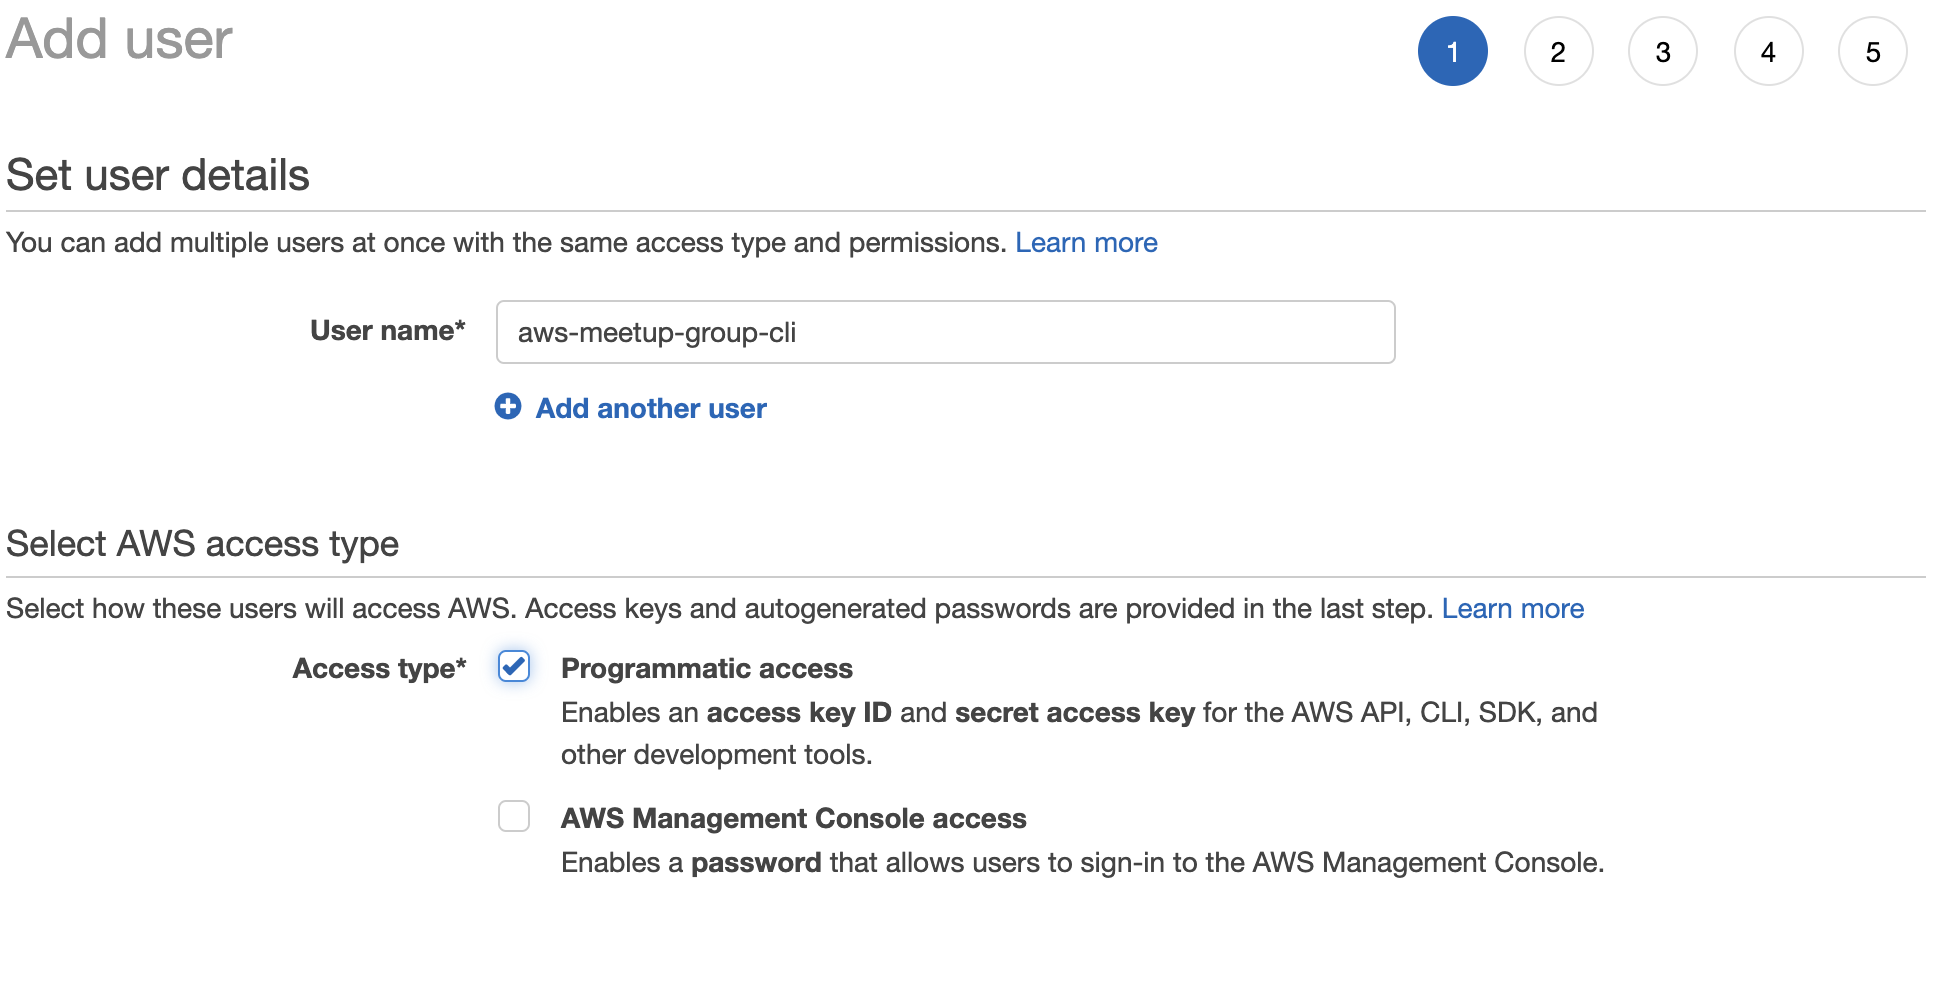 Add user
1 2 3 4 5
Set user details
You can add multiple users at once with the same access type and permissions. Learn more
User name* aws-meetup-group-cli
Add another user
Select AWS access type
Select how these users will access AWS. Access keys and autogenerated passwords are provided in the last step. Learn more
Access type* Programmatic access
Enables an access key ID and secret access key for the AWS API, CLI, SDK, and
other development tools.
AWS Management Console access
Enables a password that allows users to sign-in to the AWS Management Console.